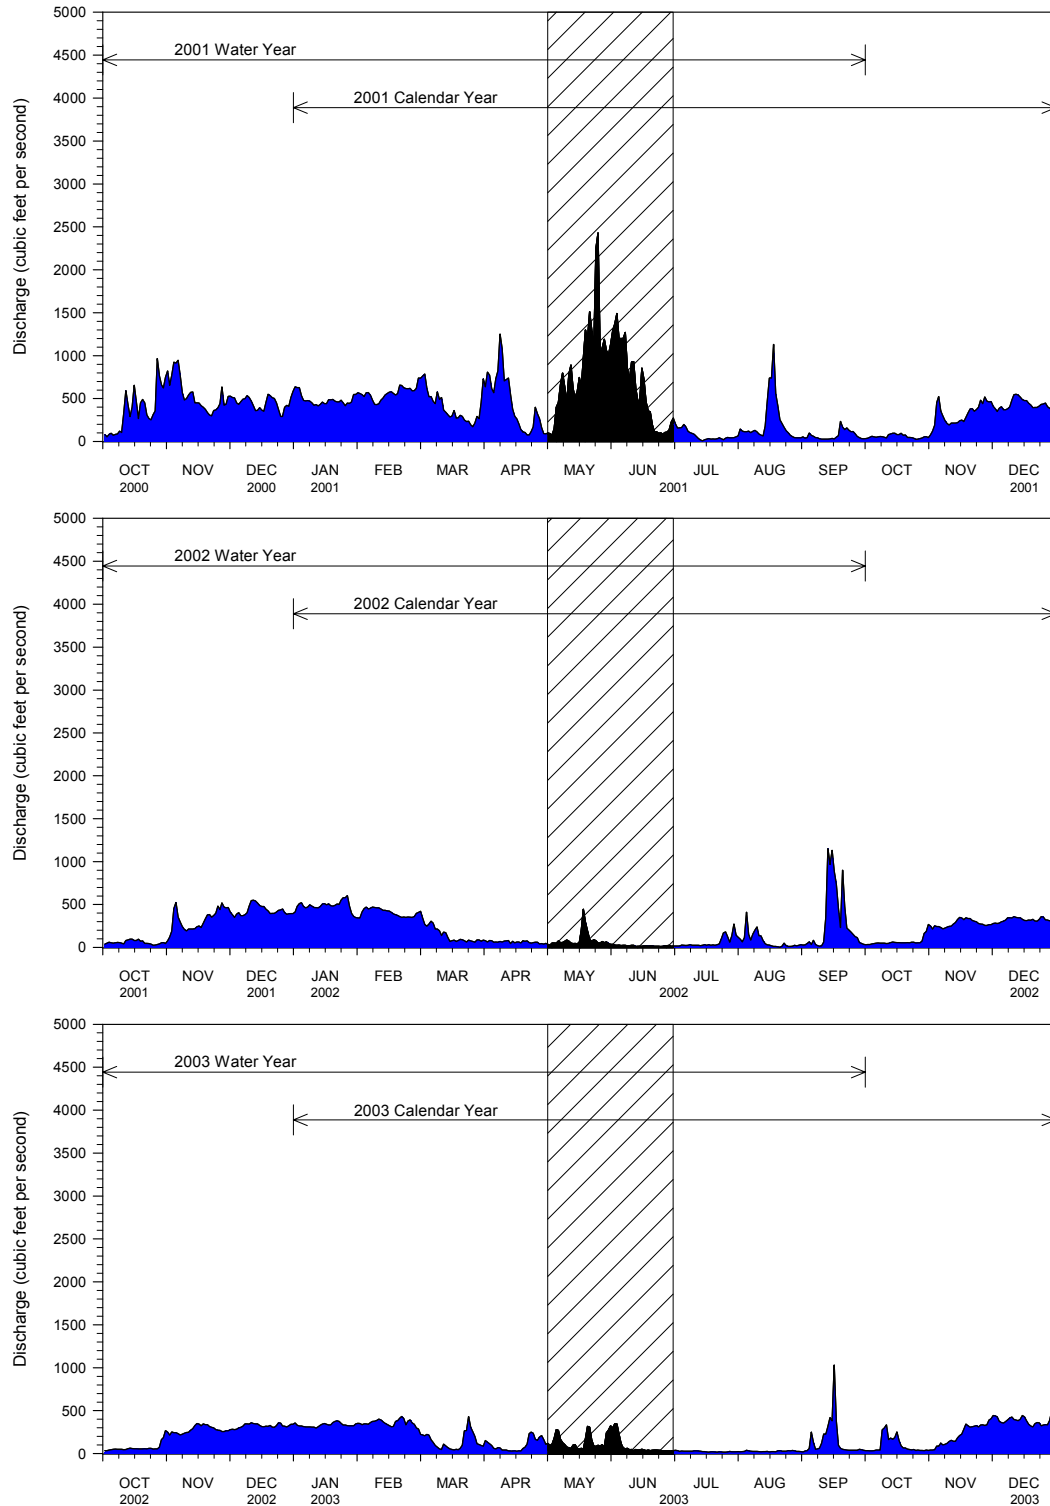 5000
2001 Water Year
4500
2001 Calendar Year
4000
3500
3000
2500
2000
1500
1000
500
0
Discharge (cubic feet per second)
OCT NOV DEC JAN FEB MAR APR MAY JUN JUL AUG SEP OCT NOV DEC
2000 2000 2001 2001 2001
5000
2002 Water Year
4500
2002 Calendar Year
4000
3500
3000
2500
2000
1500
1000
500
0
Discharge (cubic feet per second)
OCT NOV DEC JAN FEB MAR APR MAY JUN JUL AUG SEP OCT NOV DEC
2001 2001 2002 2002 2002
5000
2003 Water Year
4500
2003 Calendar Year
4000
3500
3000
2500
2000
1500
1000
500
0
Discharge (cubic feet per second)
OCT NOV DEC JAN FEB MAR APR MAY JUN JUL AUG SEP OCT NOV DEC
2002 2002 2003 2003 2003